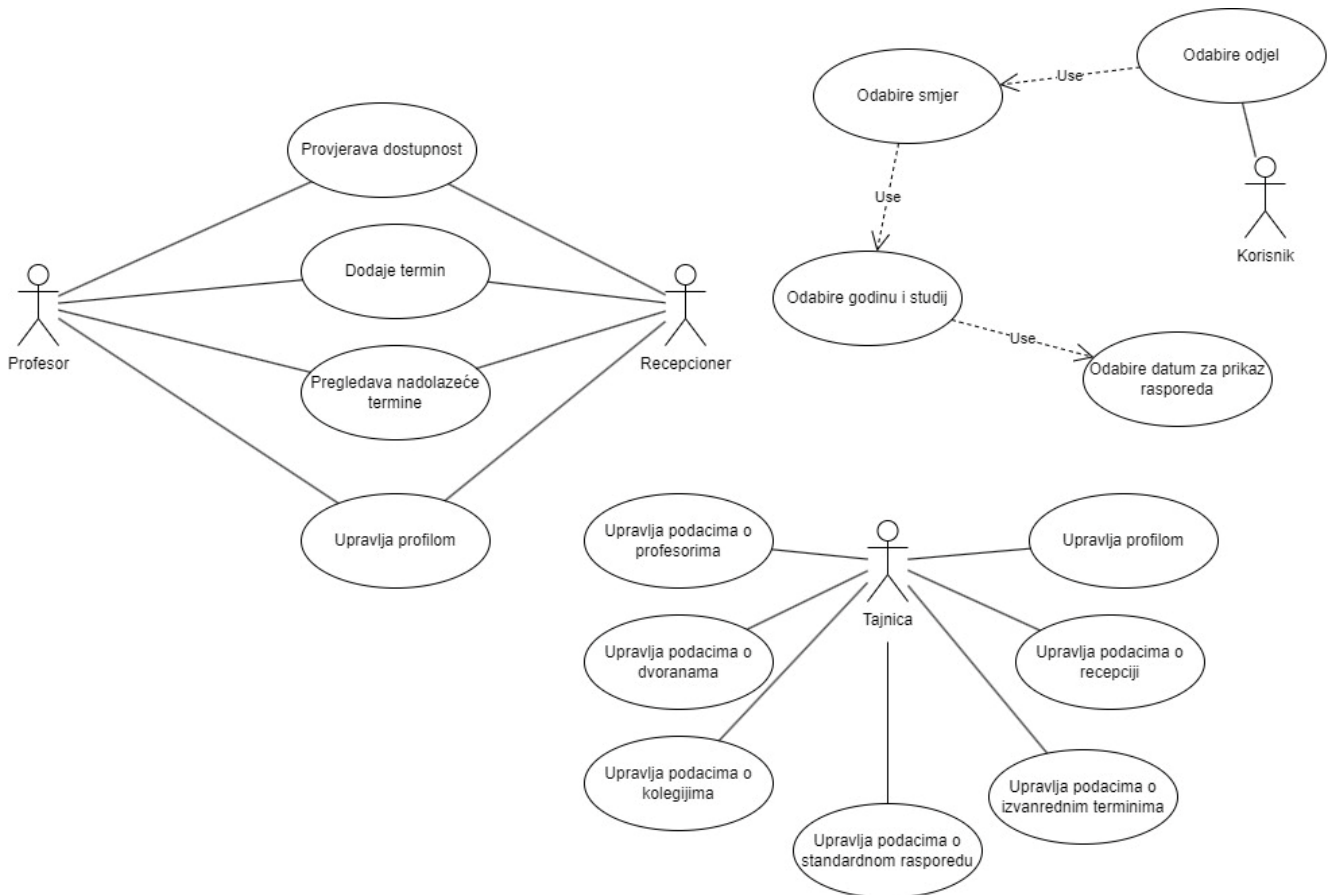 Odabire odjel
Use
Odabire smjer
Provjerava dostupnost
Use
Korisnik
Dodaje termin
Odabire godinu i studij
Use
Profesor
Recepcioner
Pregledava nadolazeće
termine
Odabire datum za prikaz
rasporeda
Upravlja profilom
Upravlja podacima o
profesorima
Upravlja profilom
Tajnica
Upravlja podacima o
dvoranama
Upravlja podacima o
recepciji
Upravlja podacima o
kolegijima
Upravlja podacima o
izvanrednim terminima
Upravlja podacima o
standardnom rasporedu